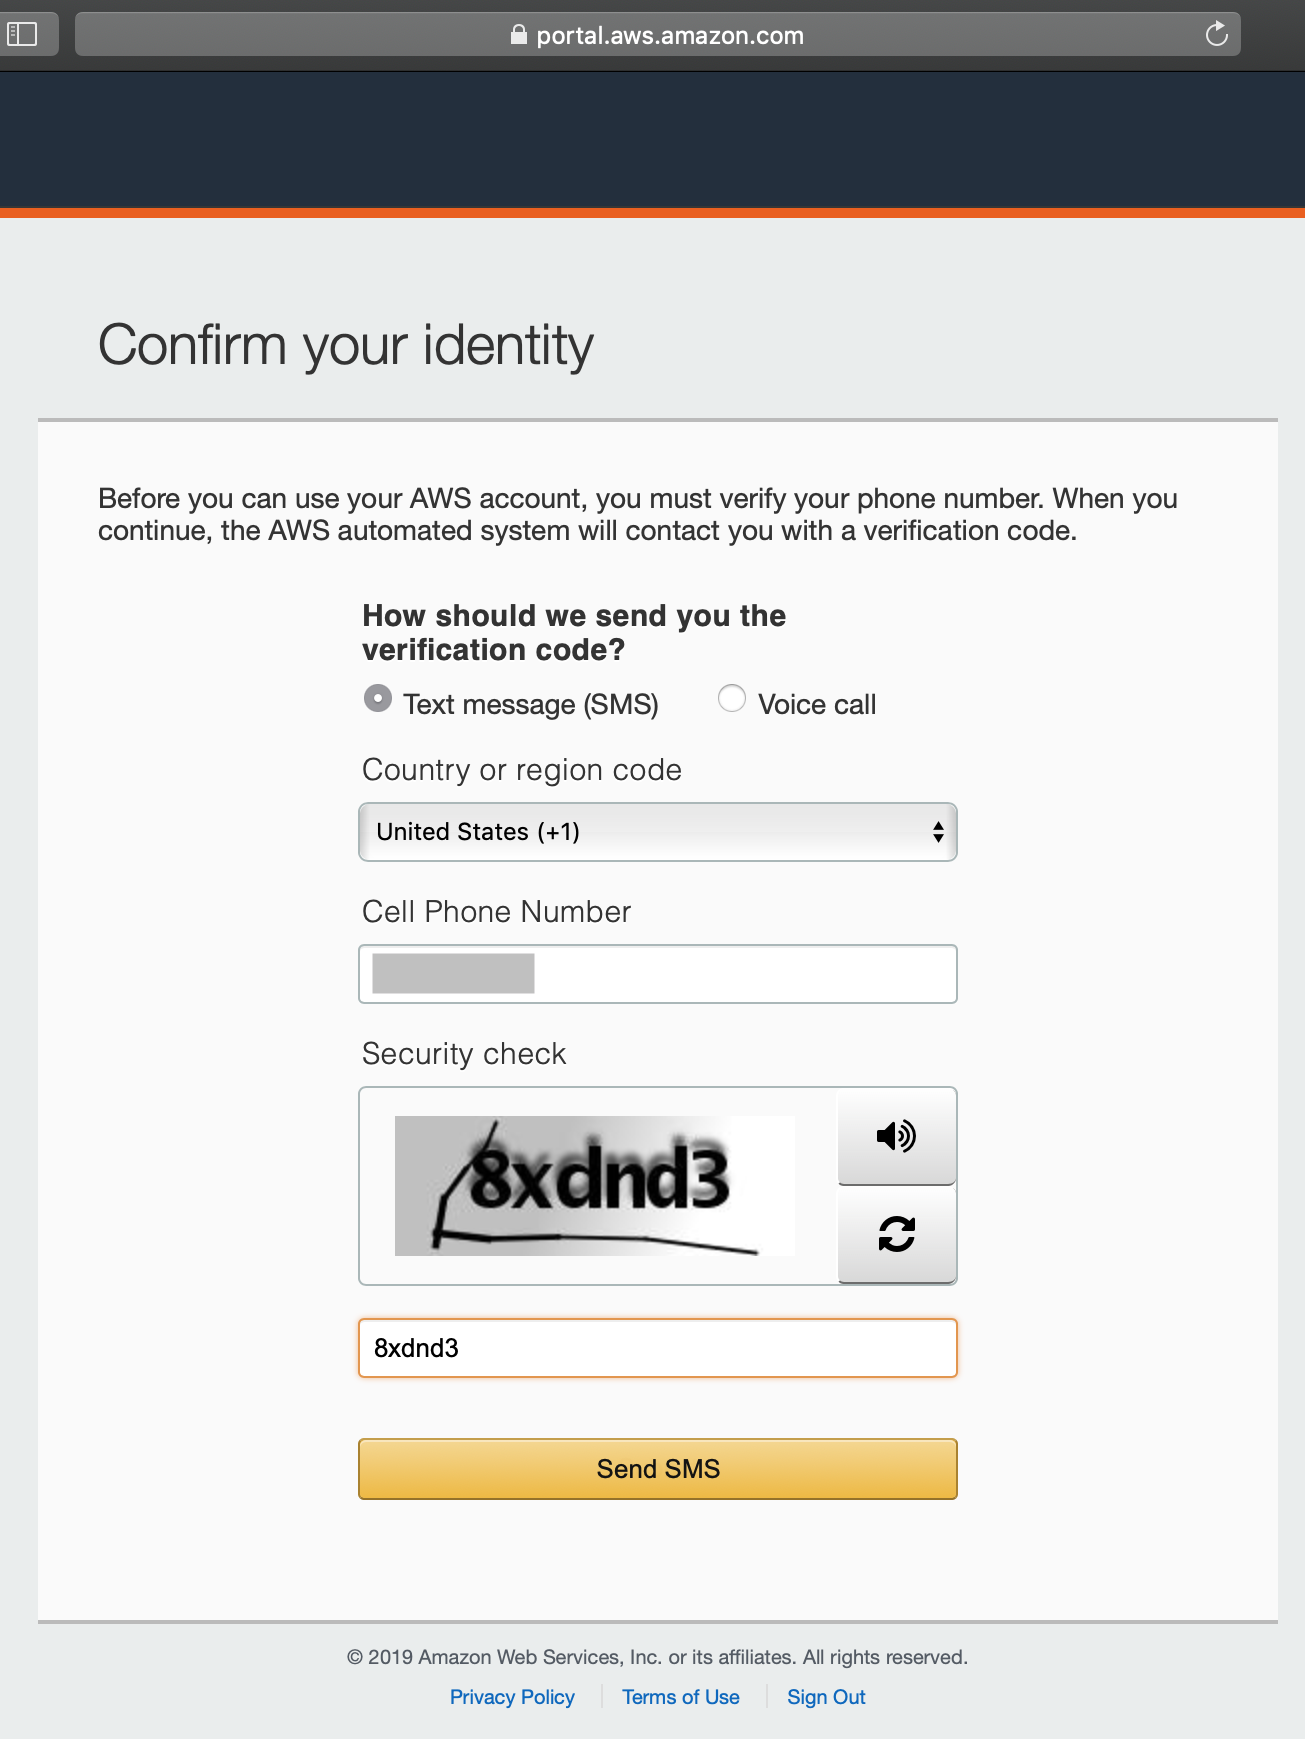 portal.aws.amazon.com
Confirm your identity
Before you can use your AWS account, you must verify your phone number. When you
continue, the AWS automated system will contact you with a verification code.
How should we send you the
verification code?
Text message (SMS) Voice call
Country or region code
United States (+1)
Cell Phone Number
Security check
8xdnd3
8xdnd3
Send SMS
© 2019 Amazon Web Services, Inc. or its affiliates. All rights reserved.
Privacy Policy Terms of Use Sign Out